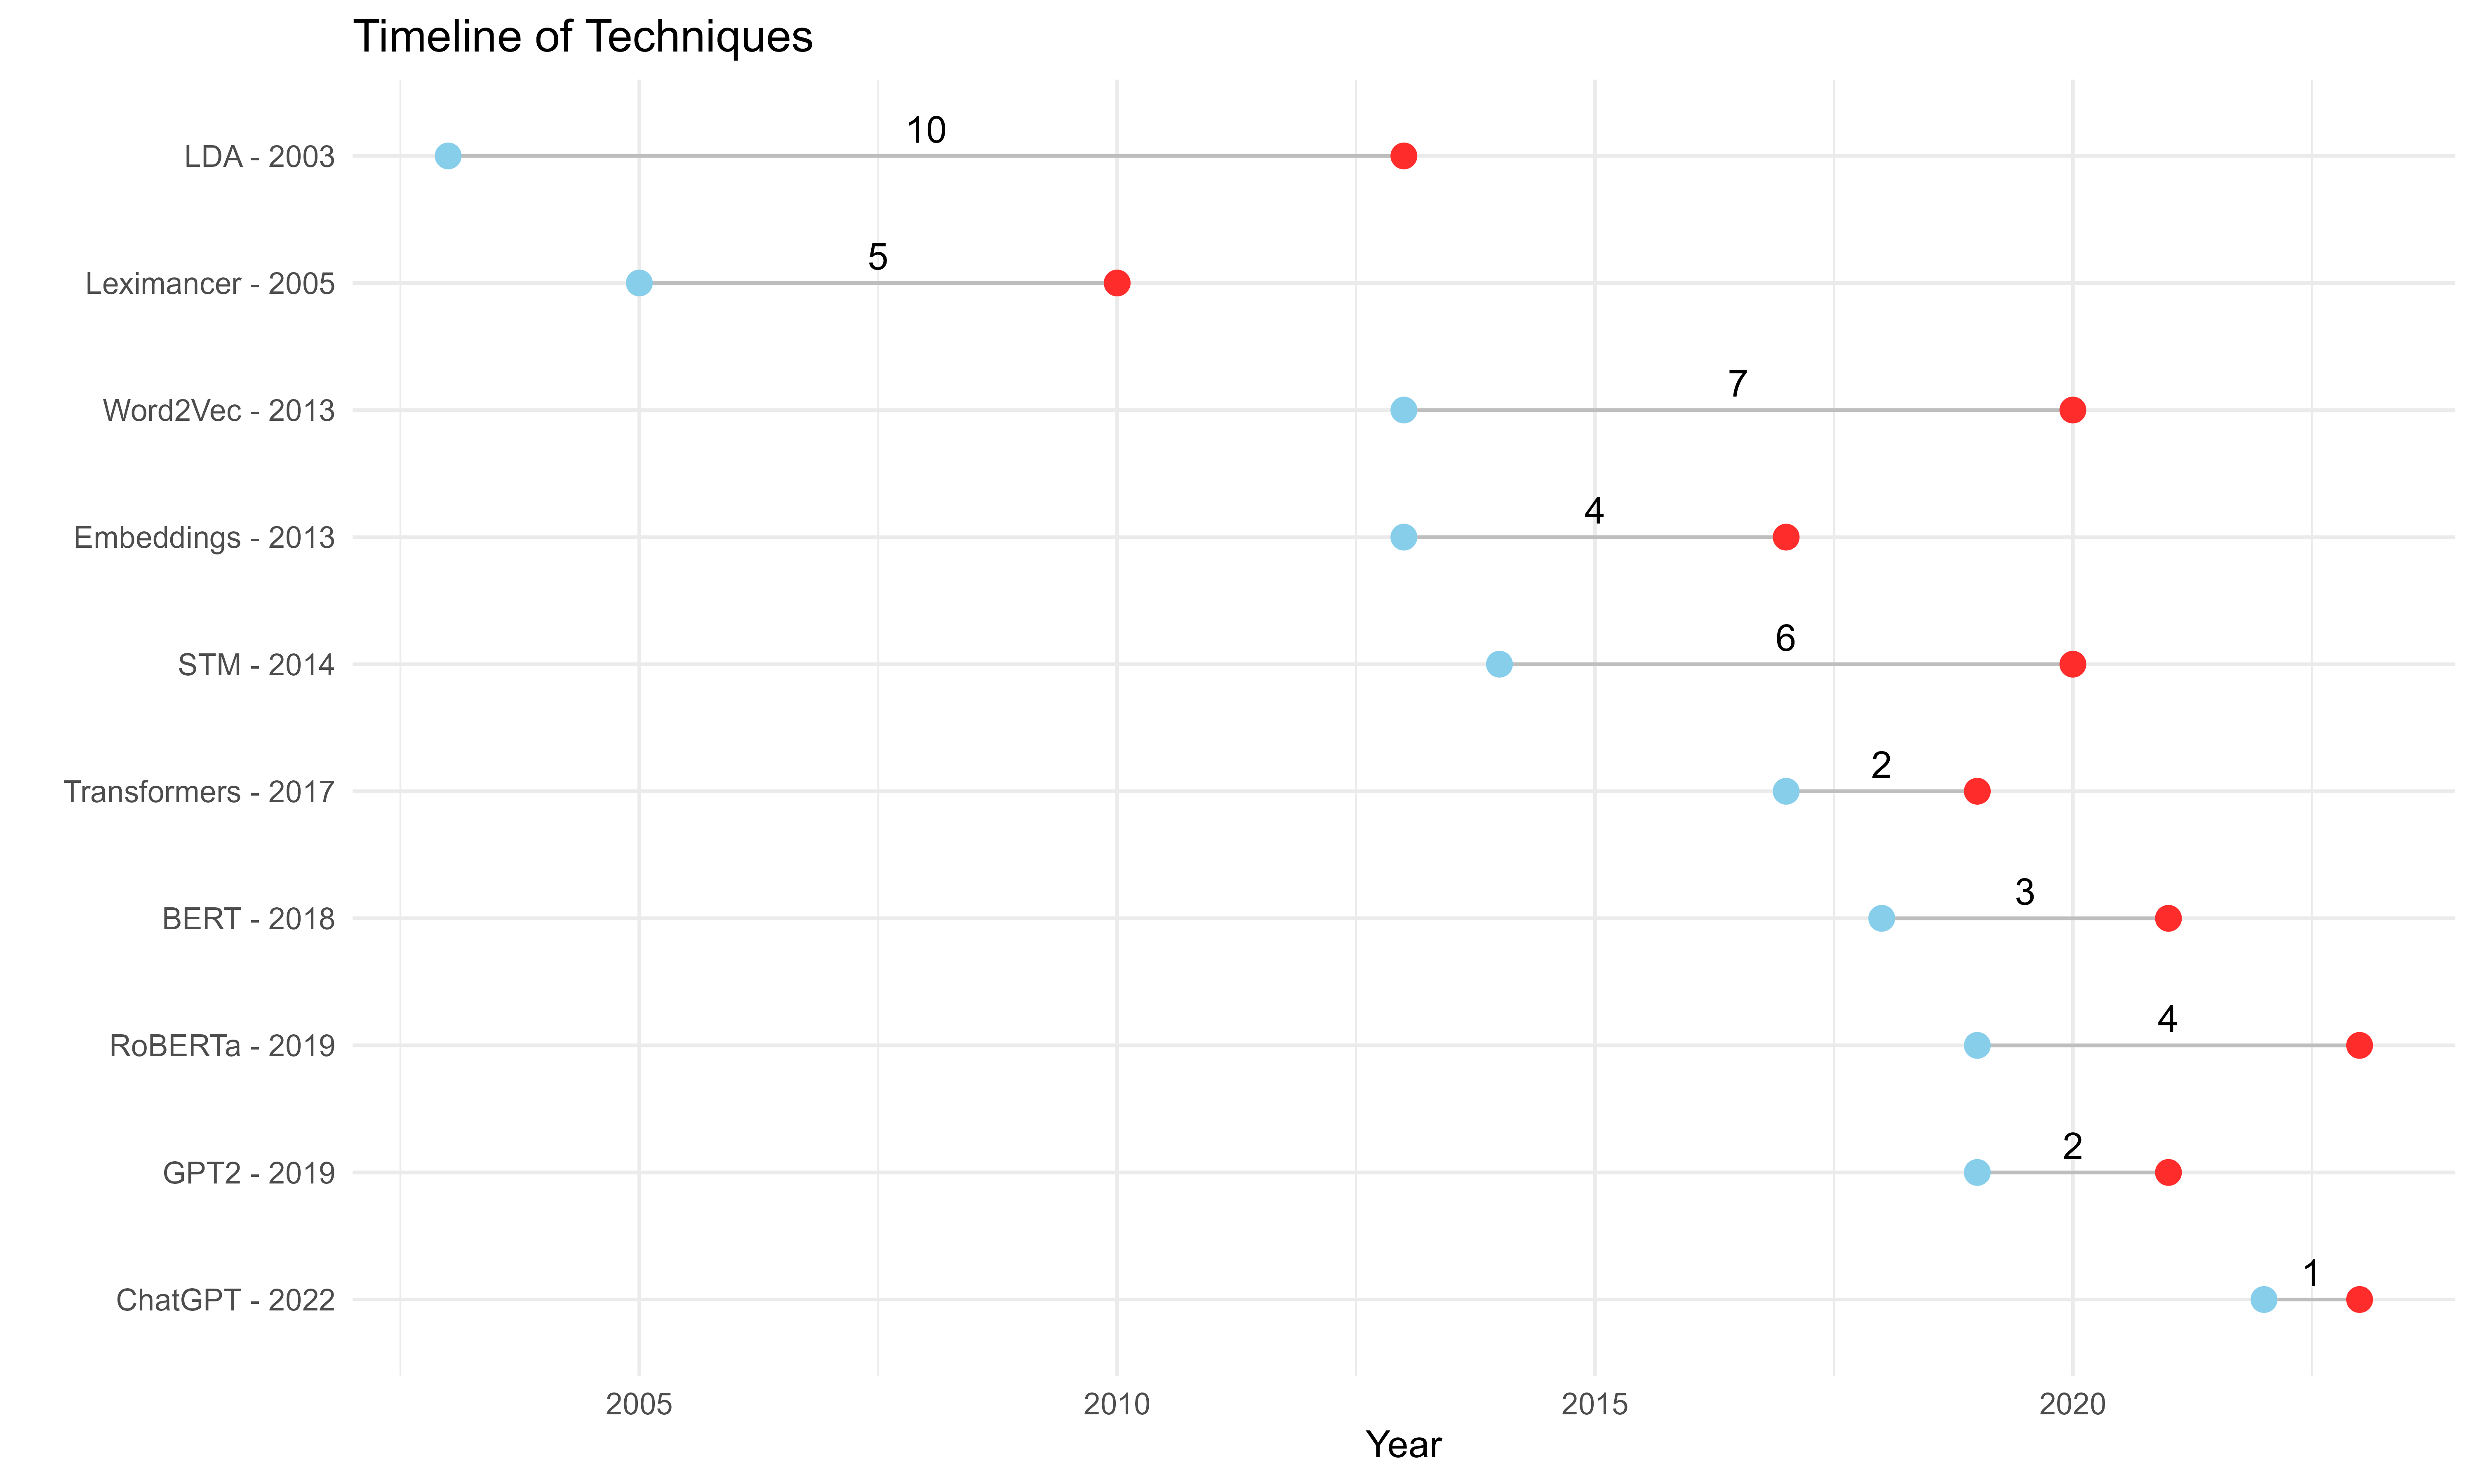 Timeline of Techniques
LDA - 2003
10
Leximancer - 2005
5
Word2Vec - 2013
7
Embeddings - 2013
4
STM - 2014
6
Transformers - 2017
2
BERT - 2018
3
RoBERTa - 2019
4
GPT2 - 2019
2
ChatGPT - 2022
1
2005 2010 2015 2020
Year